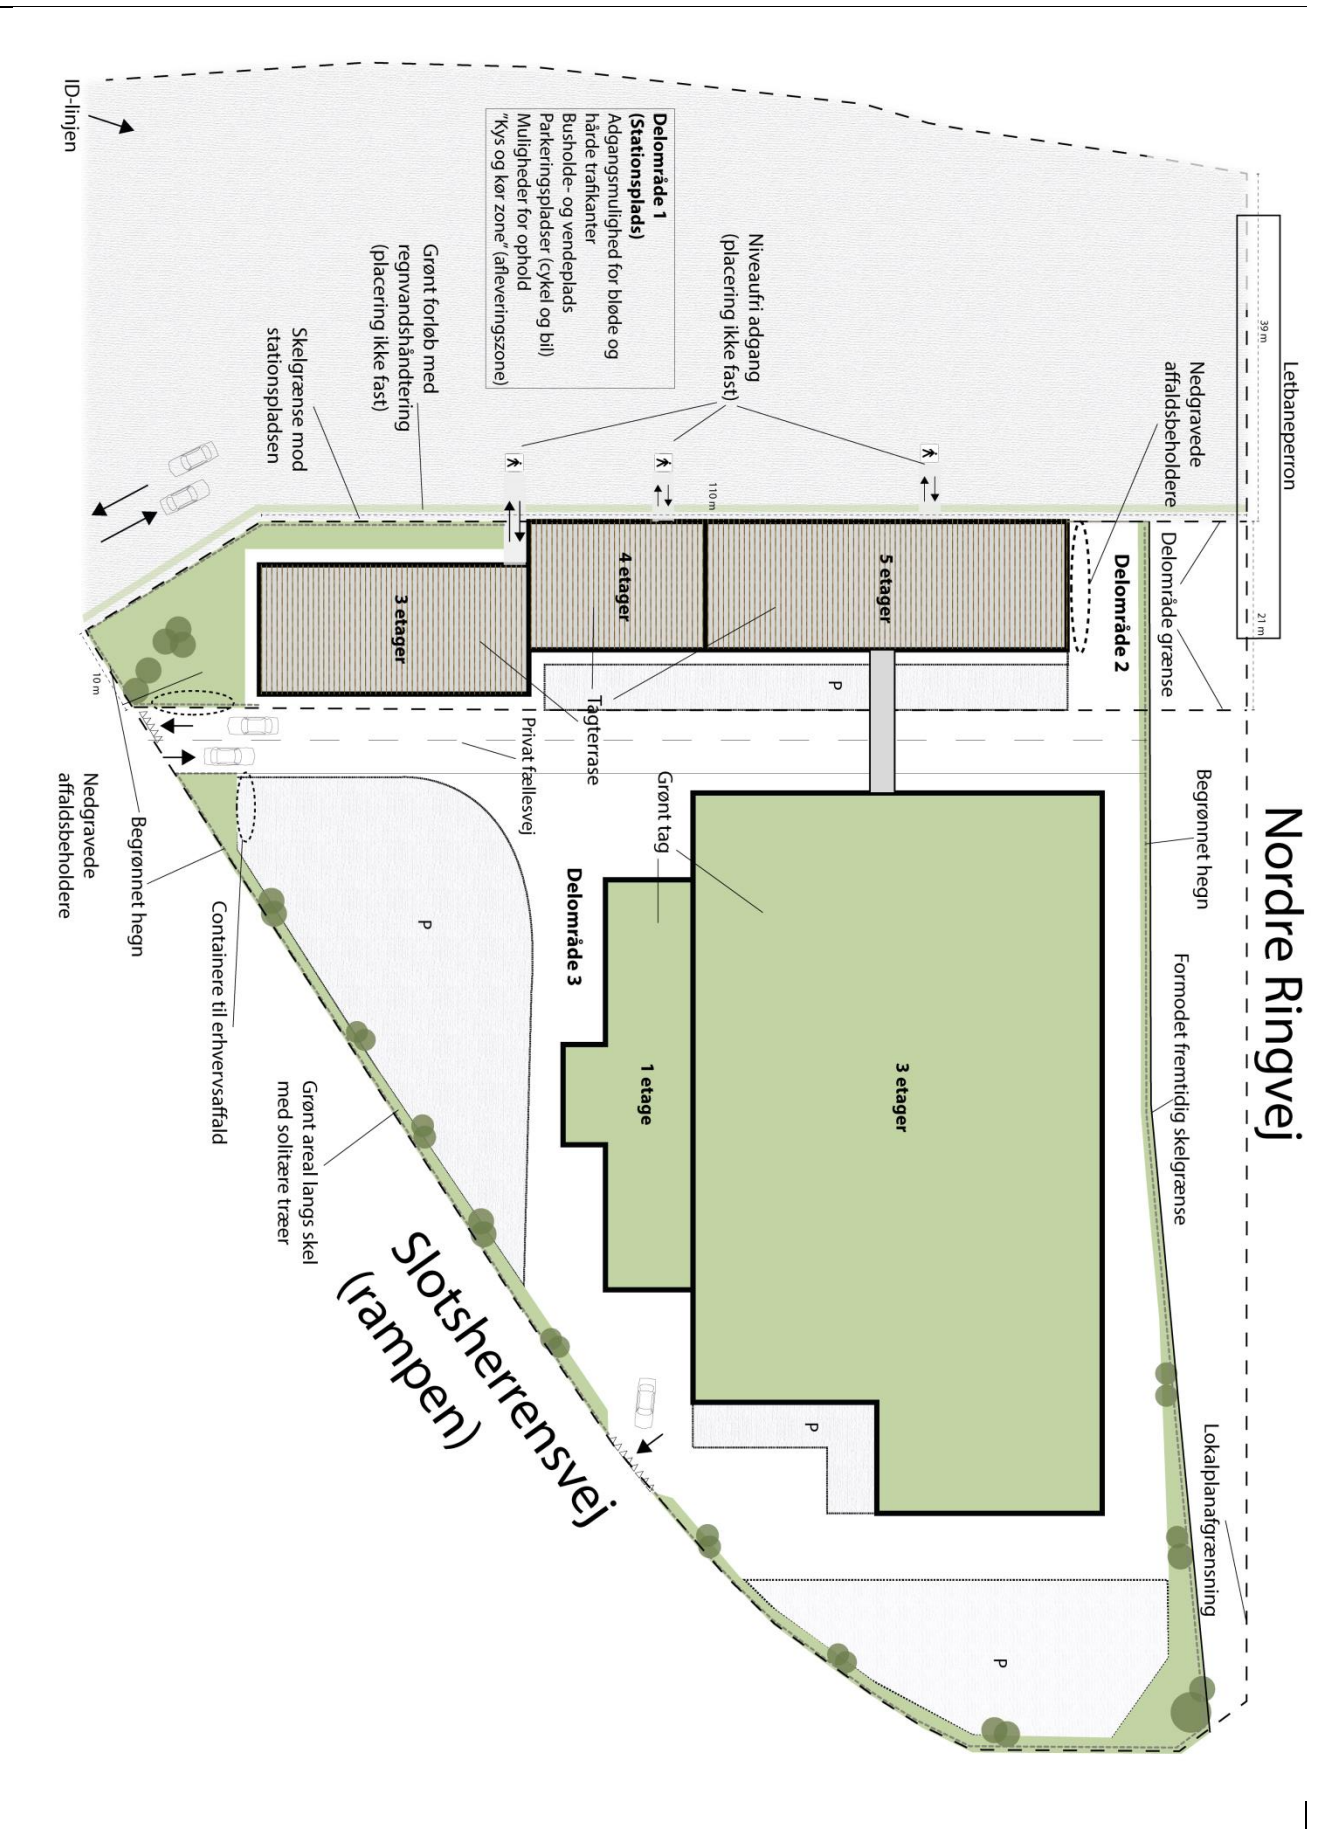 Nordre Ringvej
Letbaneperron
39 m
21 m
Nedgravede
affaldsbeholdere
Delområde grænse
Begrønnet hegn
Formodet fremtidig skelgrænse
Lokalplanafgrænsning
Delområde 2
Niveaufri adgang
(placering ikke fast)
Delområde 1
(Stationsplads)
Adgangsmulighed for bløde og
hårde trafikanter
Busholde- og vendeplads
Parkeringspladser (cykel og bil)
Muligheder for ophold
"Kys og kør zone" (afleveringszone)
Grønt forløb med
regnvandshåndtering
(placering ikke fast)
Skelgrænse mod
stationspladsen
ID-linjen
110 m
5 etager
4 etager
3 etager
P
Tagterrase
Privat fællesvej
Grønt tag
3 etager
1 etage
Delområde 3
P
P
P
10 m
Nedgravede
affaldsbeholdere
Begrønnet hegn
Containere til erhvervsaffald
Grønt areal langs skel
med solitære træer
Slotsherrensvej
(rampen)